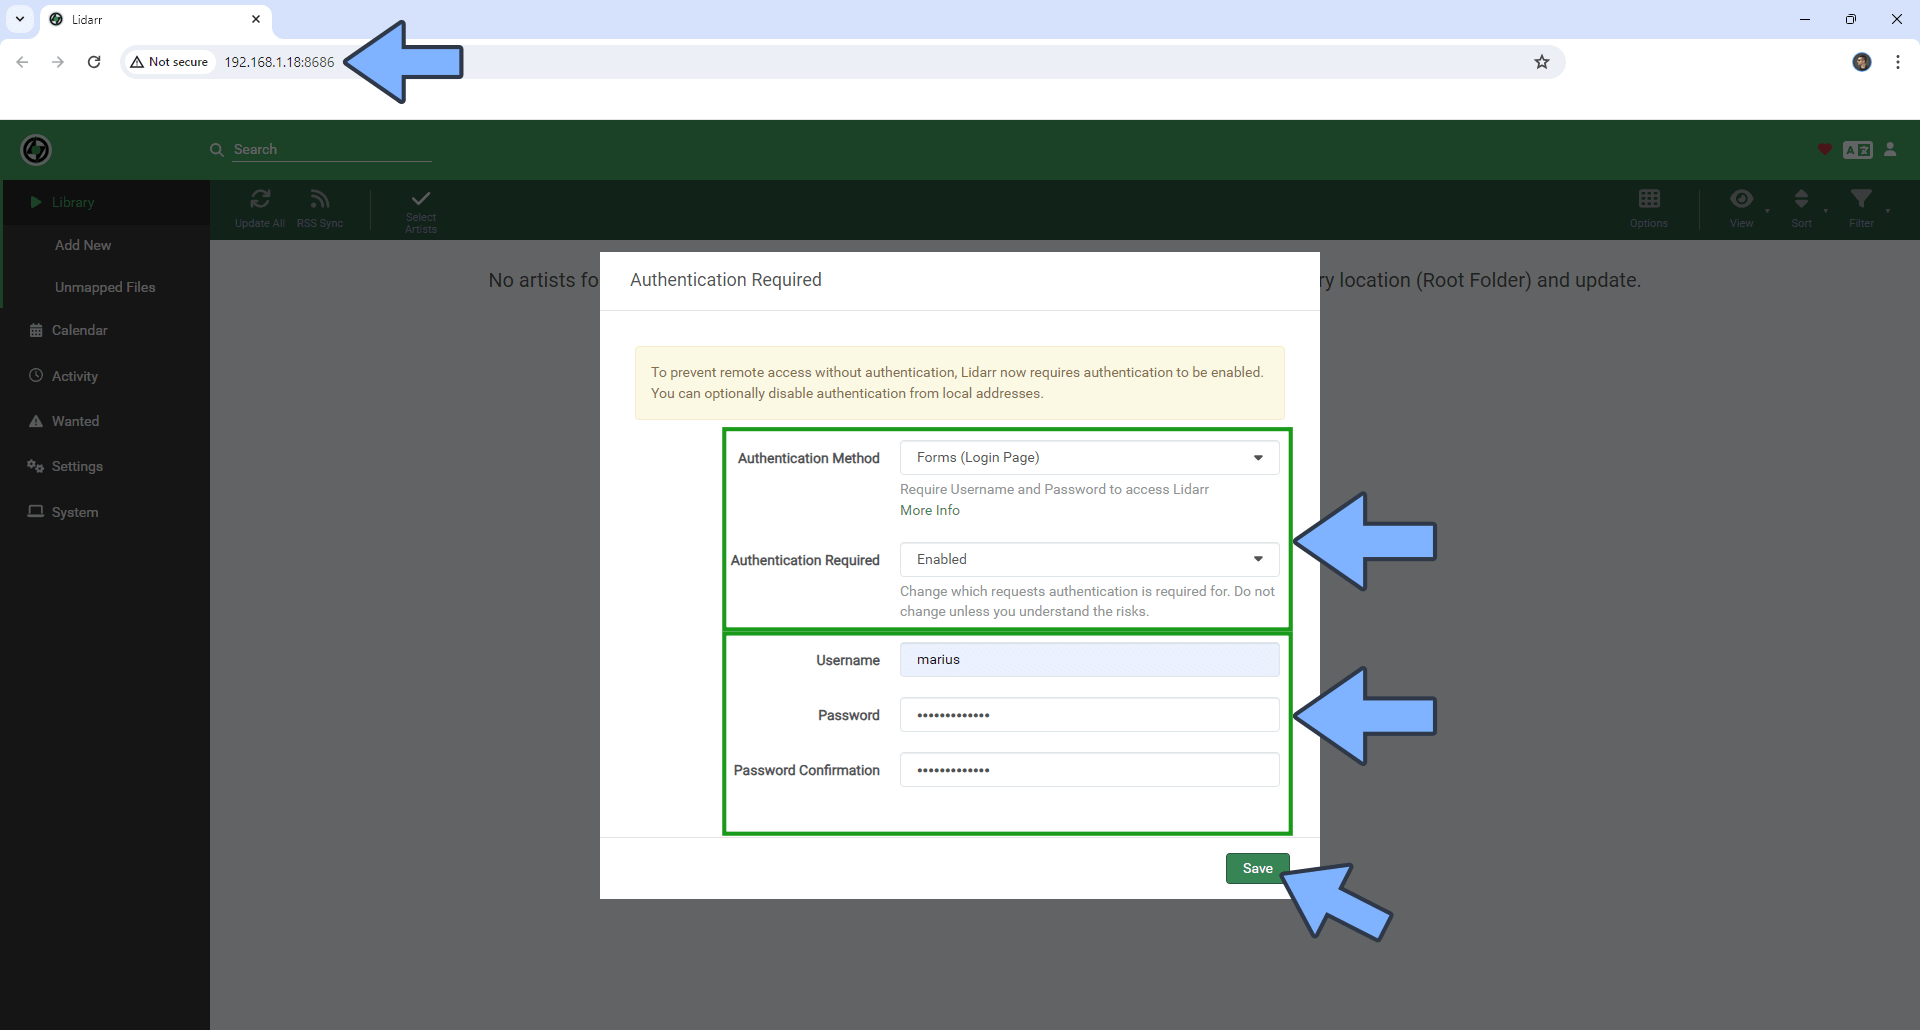 Lidarr
Not secure
192.168.1.18:8686
Search
Library
Update All
RSS Sync
Select
Artists
Options
View
Sort
Filter
Add New
Unmapped Files
Calendar
Activity
Wanted
Settings
System
No artists fo
ry location (Root Folder) and update.
Authentication Required
To prevent remote access without authentication, Lidarr now requires authentication to be enabled.
You can optionally disable authentication from local addresses.
Authentication Method
Forms (Login Page)
Require Username and Password to access Lidarr
More Info
Authentication Required
Enabled
Change which requests authentication is required for. Do not
change unless you understand the risks.
Username
marius
Password
•••••••••••••
Password Confirmation
•••••••••••••
Save